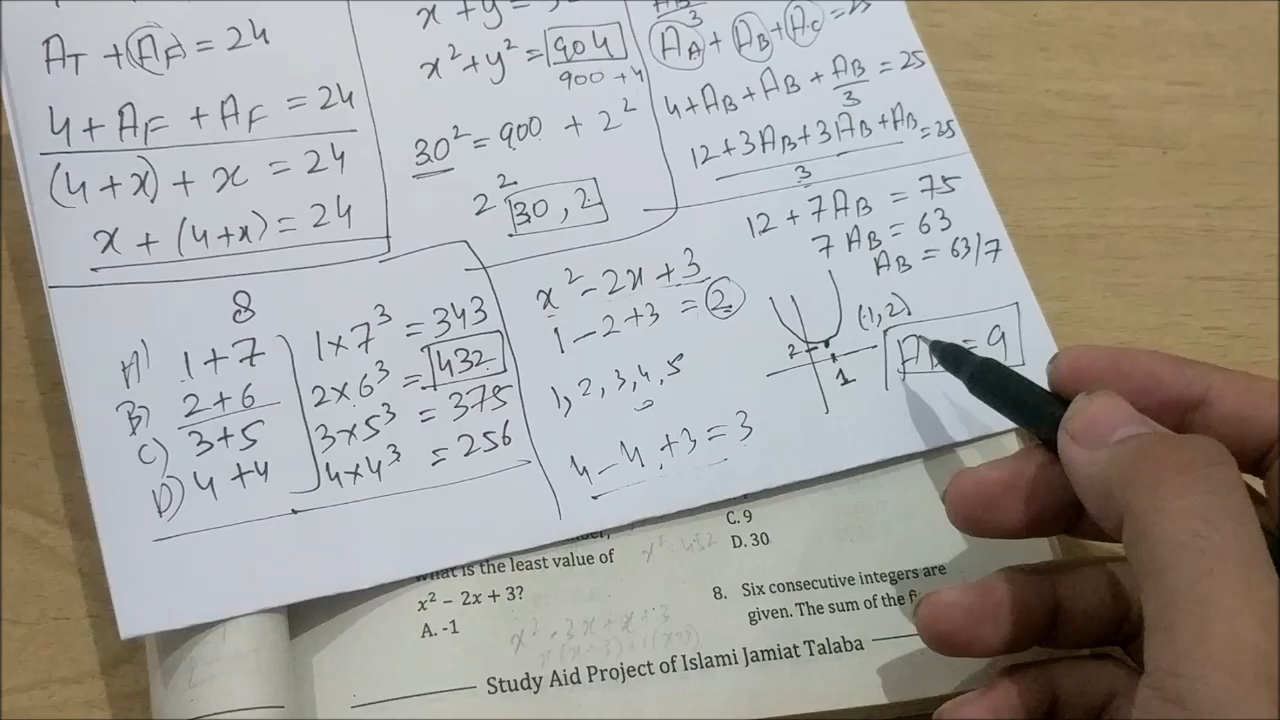 A_T + A_F = 24
4 + A_F + A_F = 24
(4+x) + x = 24
x + (4+x) = 24
x + y =
x² + y² = 904
900 + 4
30² = 900 + 2²
2²
30, 2
A_B/3
A_A + A_B + A_C = 25
4 + A_B + A_B + A_B/3 = 25
12 + 3A_B + 3A_B + A_B = 25
3
12 + 7A_B = 75
7 A_B = 63
A_B = 63/7
8
A) 1 + 7
B) 2 + 6
C) 3 + 5
D) 4 + 4
1 × 7³ = 343
2 × 6³ = 432
3 × 5³ = 375
4 × 4³ = 256
x² - 2x + 3
1 - 2 + 3 = 2
1, 2, 3, 4, 5
4 - 4 + 3 = 3
(1, 2)
2
1
= 9
What is the least value of
x² - 2x + 3?
A. -1
C. 9
D. 30
8. Six consecutive integers are
given. The sum of the
Study Aid Project of Islami Jamiat Talaba